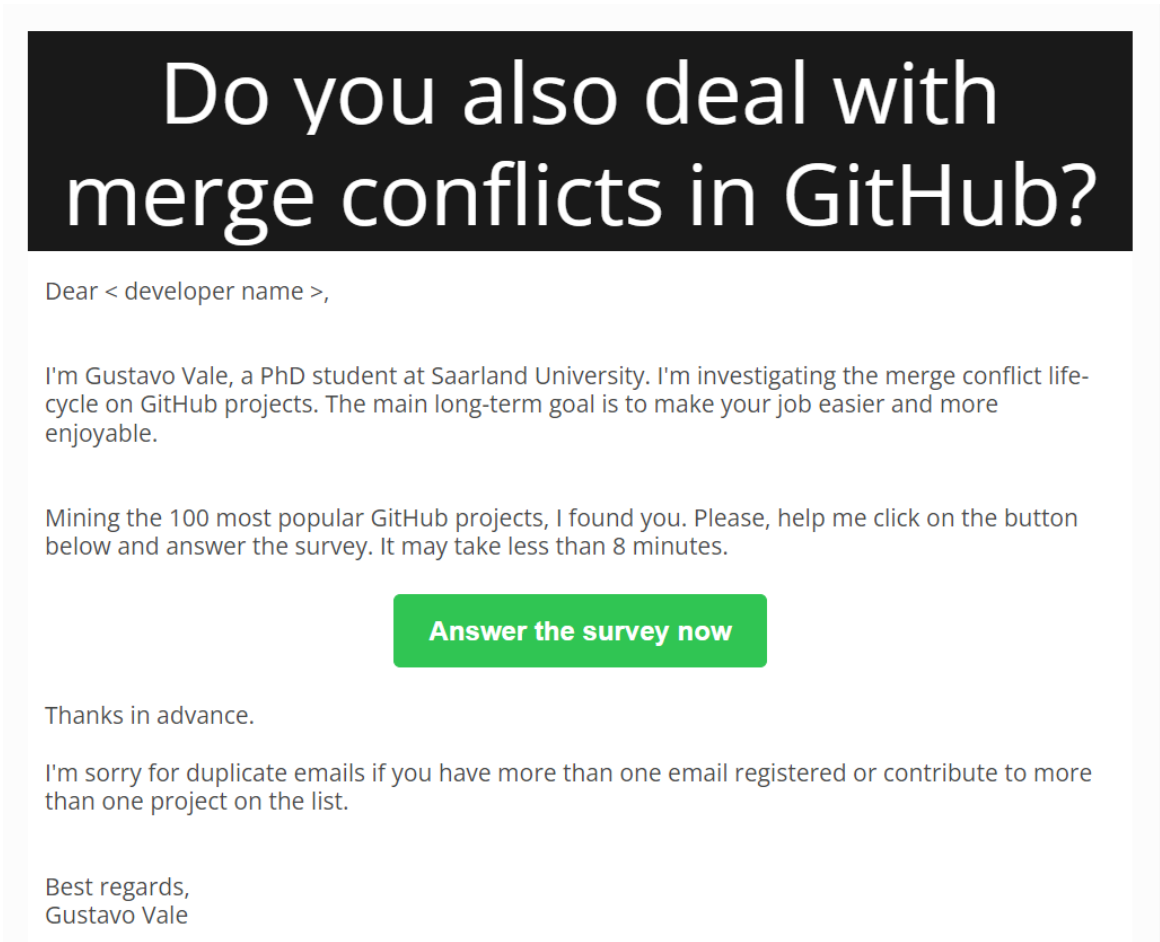 Do you also deal with
merge conflicts in GitHub?
Dear < developer name >,
I'm Gustavo Vale, a PhD student at Saarland University. I'm investigating the merge conflict life-
cycle on GitHub projects. The main long-term goal is to make your job easier and more
enjoyable.
Mining the 100 most popular GitHub projects, I found you. Please, help me click on the button
below and answer the survey. It may take less than 8 minutes.
Answer the survey now
Thanks in advance.
I'm sorry for duplicate emails if you have more than one email registered or contribute to more
than one project on the list.
Best regards,
Gustavo Vale